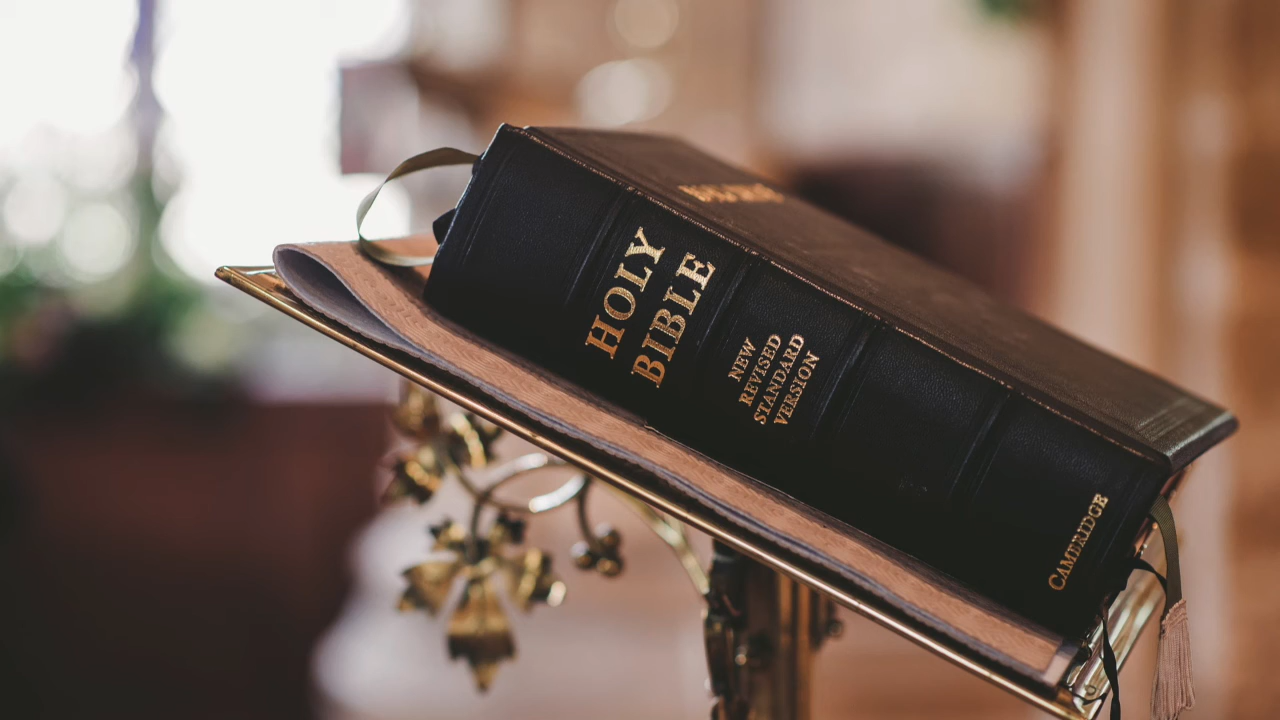 HOLY
BIBLE
NEW
REVISED
STANDARD
VERSION
CAMBRIDGE